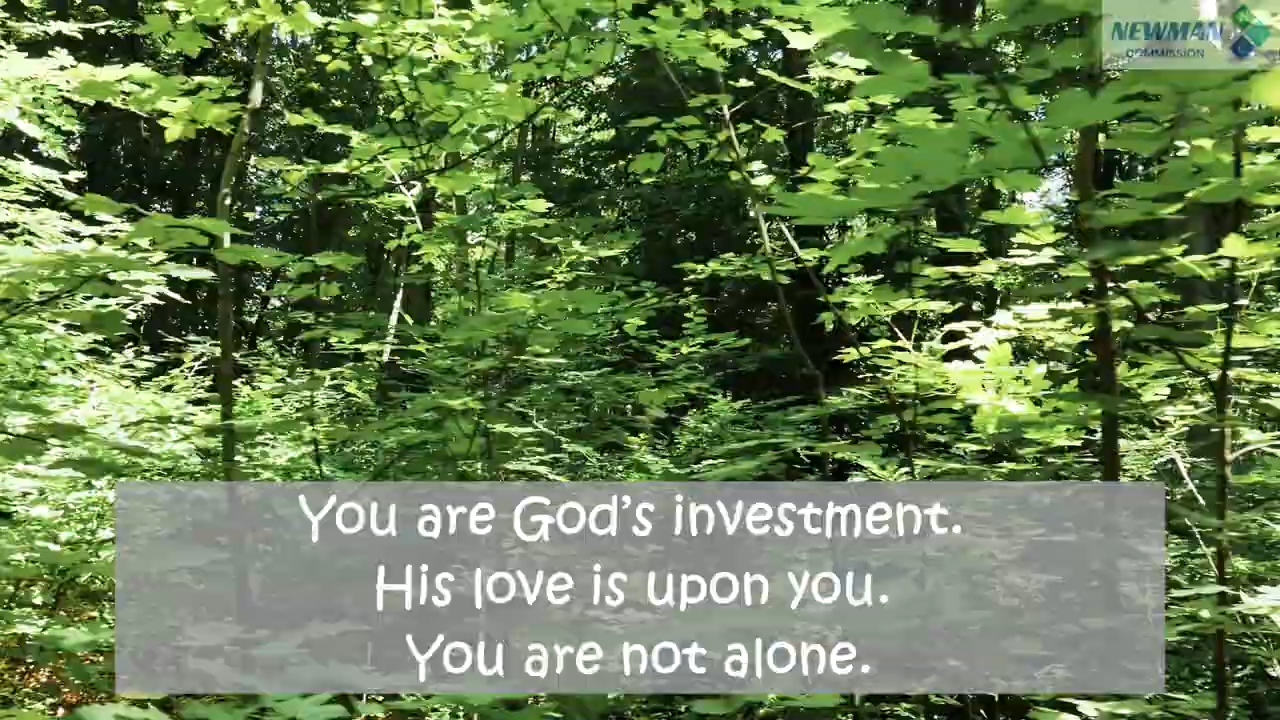 NEWMAN
COMMISSION
You are God's investment.
His love is upon you.
You are not alone.